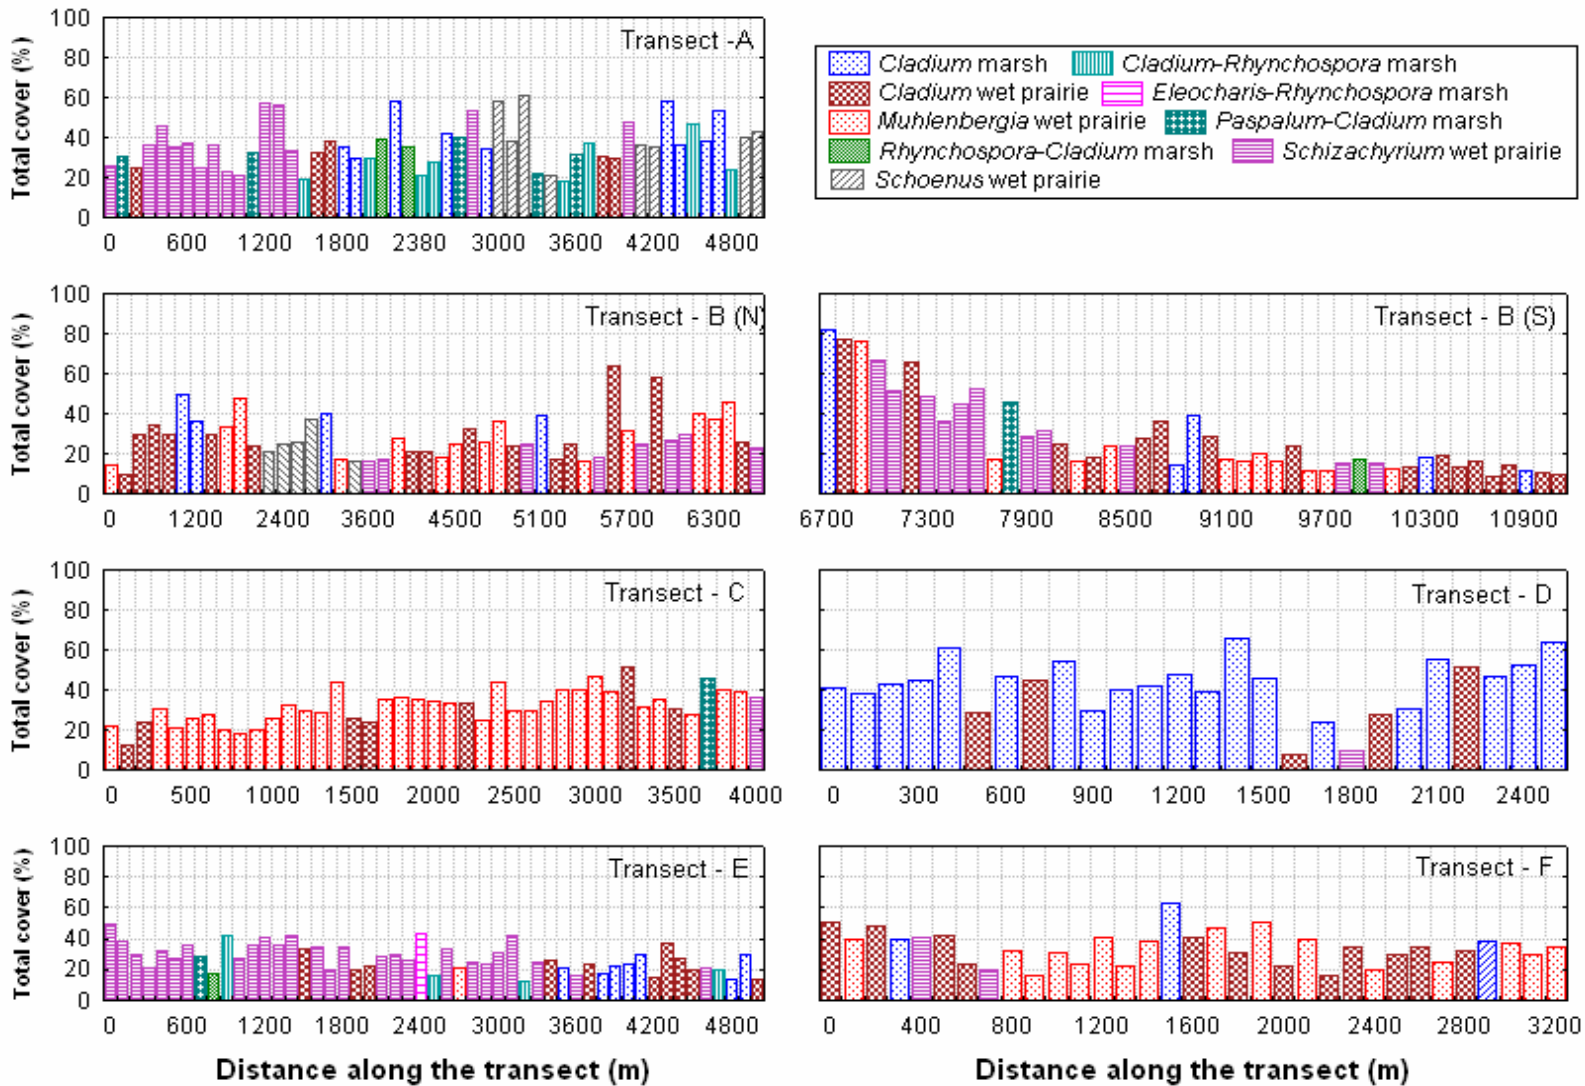 Total cover (%)
100
80
60
40
20
0
Transect -A
0 600 1200 1800 2380 3000 3600 4200 4800
Cladium marsh Cladium-Rhynchospora marsh
Cladium wet prairie Eleocharis-Rhynchospora marsh
Muhlenbergia wet prairie Paspalum-Cladium marsh
Rhynchospora-Cladium marsh Schizachyrium wet prairie
Schoenus wet prairie
Total cover (%)
100
80
60
40
20
0
Transect - B (N)
0 1200 2400 3600 4500 5100 5700 6300
Transect - B (S)
6700 7300 7900 8500 9100 9700 10300 10900
Total cover (%)
100
80
60
40
20
0
Transect - C
0 500 1000 1500 2000 2500 3000 3500 4000
Transect - D
0 300 600 900 1200 1500 1800 2100 2400
Total cover (%)
100
80
60
40
20
0
Transect - E
0 600 1200 1800 2400 3000 3600 4200 4800
Distance along the transect (m)
Transect - F
0 400 800 1200 1600 2000 2400 2800 3200
Distance along the transect (m)